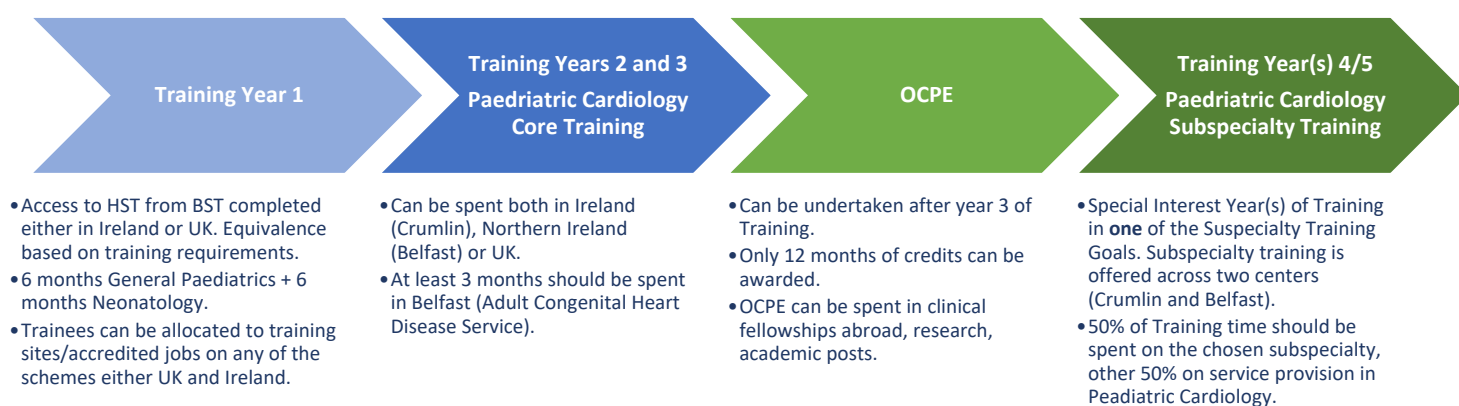 Training Year 1
•Access to HST from BST completed
either in Ireland or UK. Equivalence
based on training requirements.
•6 months General Paediatrics + 6
months Neonatology.
•Trainees can be allocated to training
sites/accredited jobs on any of the
schemes either UK and Ireland.
Training Years 2 and 3
Paedriatric Cardiology
Core Training
•Can be spent both in Ireland
(Crumlin), Northern Ireland
(Belfast) or UK.
•At least 3 months should be spent
in Belfast (Adult Congenital Heart
Disease Service).
OCPE
•Can be undertaken after year 3 of
Training.
•Only 12 months of credits can be
awarded.
•OCPE can be spent in clinical
fellowships abroad, research,
academic posts.
Training Year(s) 4/5
Paedriatric Cardiology
Subspecialty Training
•Special Interest Year(s) of Training
in one of the Suspecialty Training
Goals. Subspecialty training is
offered across two centers
(Crumlin and Belfast).
•50% of Training time should be
spent on the chosen subspecialty,
other 50% on service provision in
Peadiatric Cardiology.